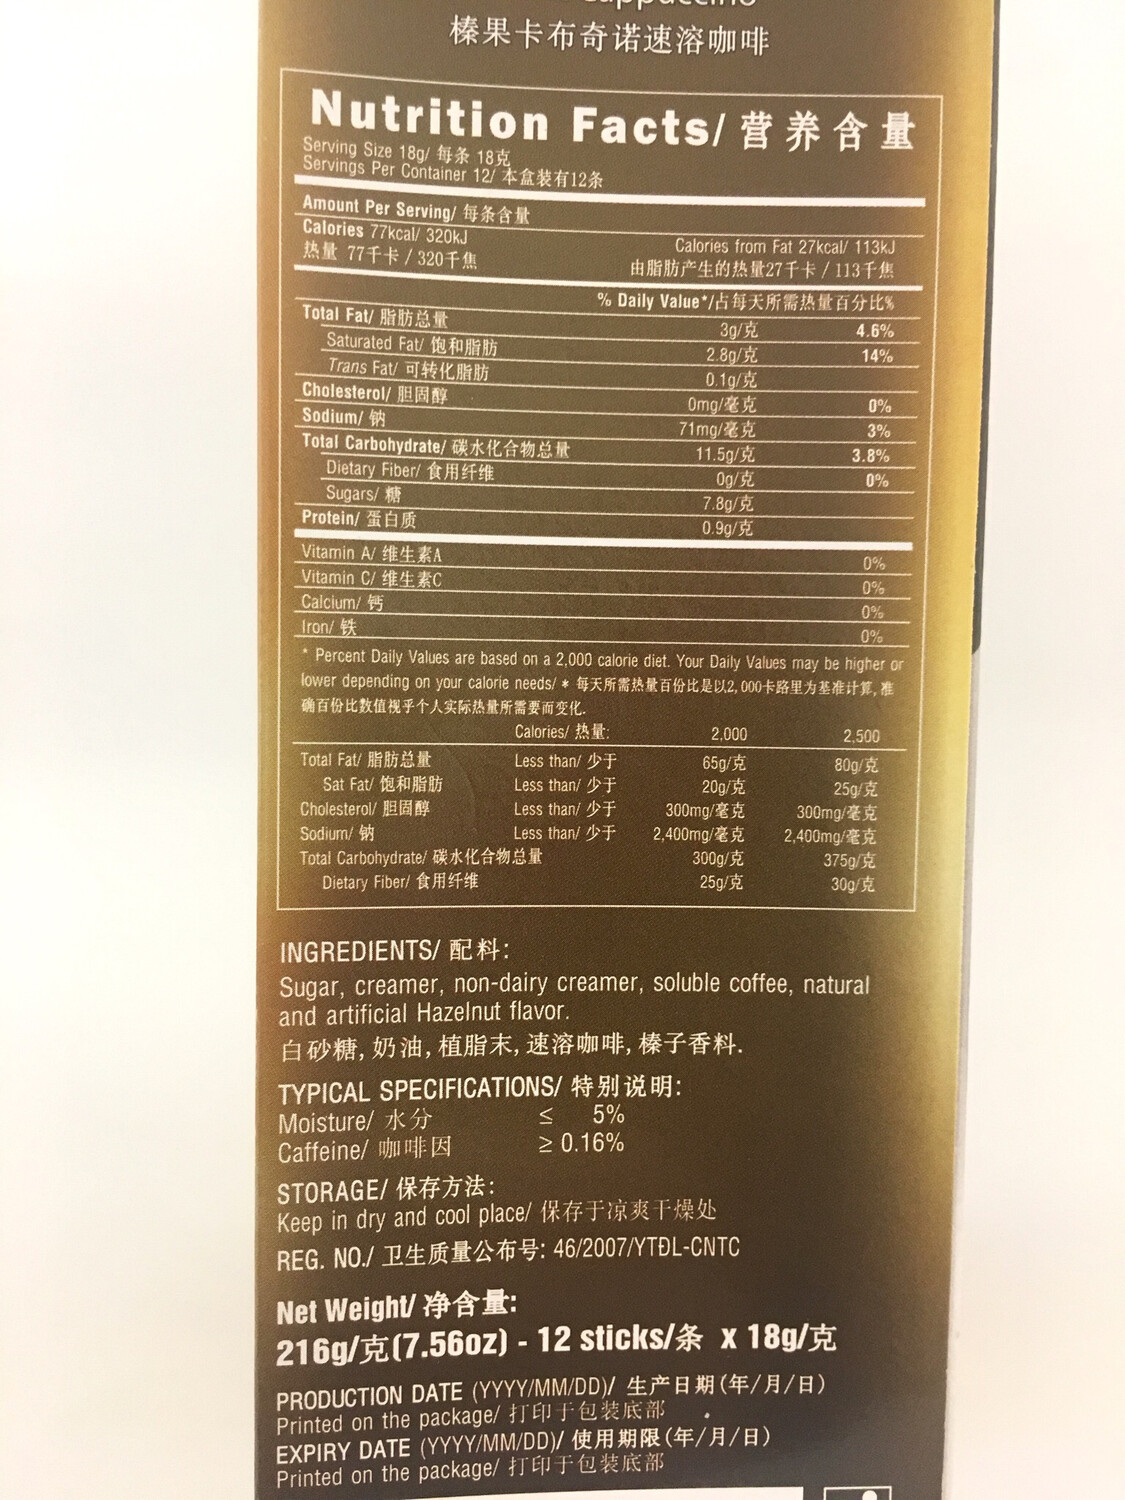 Cappuccino
榛果卡布奇诺速溶咖啡
Nutrition Facts/ 营养含量
Serving Size 18g/ 每条 18克
Servings Per Container 12/ 本盒装有12条
Amount Per Serving/ 每条含量
Calories 77kcal/ 320kJ Calories from Fat 27kcal/ 113kJ
热量 77千卡 / 320千焦 由脂肪产生的热量27千卡 / 113千焦
% Daily Value*/占每天所需热量百分比%
Total Fat/ 脂肪总量 3g/克 4.6%
Saturated Fat/ 饱和脂肪 2.8g/克 14%
Trans Fat/ 可转化脂肪 0.1g/克
Cholesterol/ 胆固醇 0mg/毫克 0%
Sodium/ 钠 71mg/毫克 3%
Total Carbohydrate/ 碳水化合物总量 11.5g/克 3.8%
Dietary Fiber/ 食用纤维 0g/克 0%
Sugars/ 糖 7.8g/克
Protein/ 蛋白质 0.9g/克
Vitamin A/ 维生素A 0%
Vitamin C/ 维生素C 0%
Calcium/ 钙 0%
Iron/ 铁 0%
* Percent Daily Values are based on a 2,000 calorie diet. Your Daily Values may be higher or
lower depending on your calorie needs/ * 每天所需热量百份比是以2,000卡路里为基准计算,准
确百份比数值视乎个人实际热量所需要而变化.
Calories/ 热量: 2,000 2,500
Total Fat/ 脂肪总量 Less than/ 少于 65g/克 80g/克
Sat Fat/ 饱和脂肪 Less than/ 少于 20g/克 25g/克
Cholesterol/ 胆固醇 Less than/ 少于 300mg/毫克 300mg/毫克
Sodium/ 钠 Less than/ 少于 2,400mg/毫克 2,400mg/毫克
Total Carbohydrate/ 碳水化合物总量 300g/克 375g/克
Dietary Fiber/ 食用纤维 25g/克 30g/克
INGREDIENTS/ 配料:
Sugar, creamer, non-dairy creamer, soluble coffee, natural
and artificial Hazelnut flavor.
白砂糖,奶油,植脂末,速溶咖啡,榛子香料.
TYPICAL SPECIFICATIONS/ 特别说明:
Moisture/ 水分 ≤ 5%
Caffeine/ 咖啡因 ≥ 0.16%
STORAGE/ 保存方法:
Keep in dry and cool place/ 保存于凉爽干燥处
REG. NO./ 卫生质量公布号: 46/2007/YTĐL-CNTC
Net Weight/ 净含量:
216g/克(7.56oz) - 12 sticks/条 x 18g/克
PRODUCTION DATE (YYYY/MM/DD)/ 生产日期(年/月/日)
Printed on the package/ 打印于包装底部
EXPIRY DATE (YYYY/MM/DD)/ 使用期限(年/月/日)
Printed on the package/ 打印于包装底部